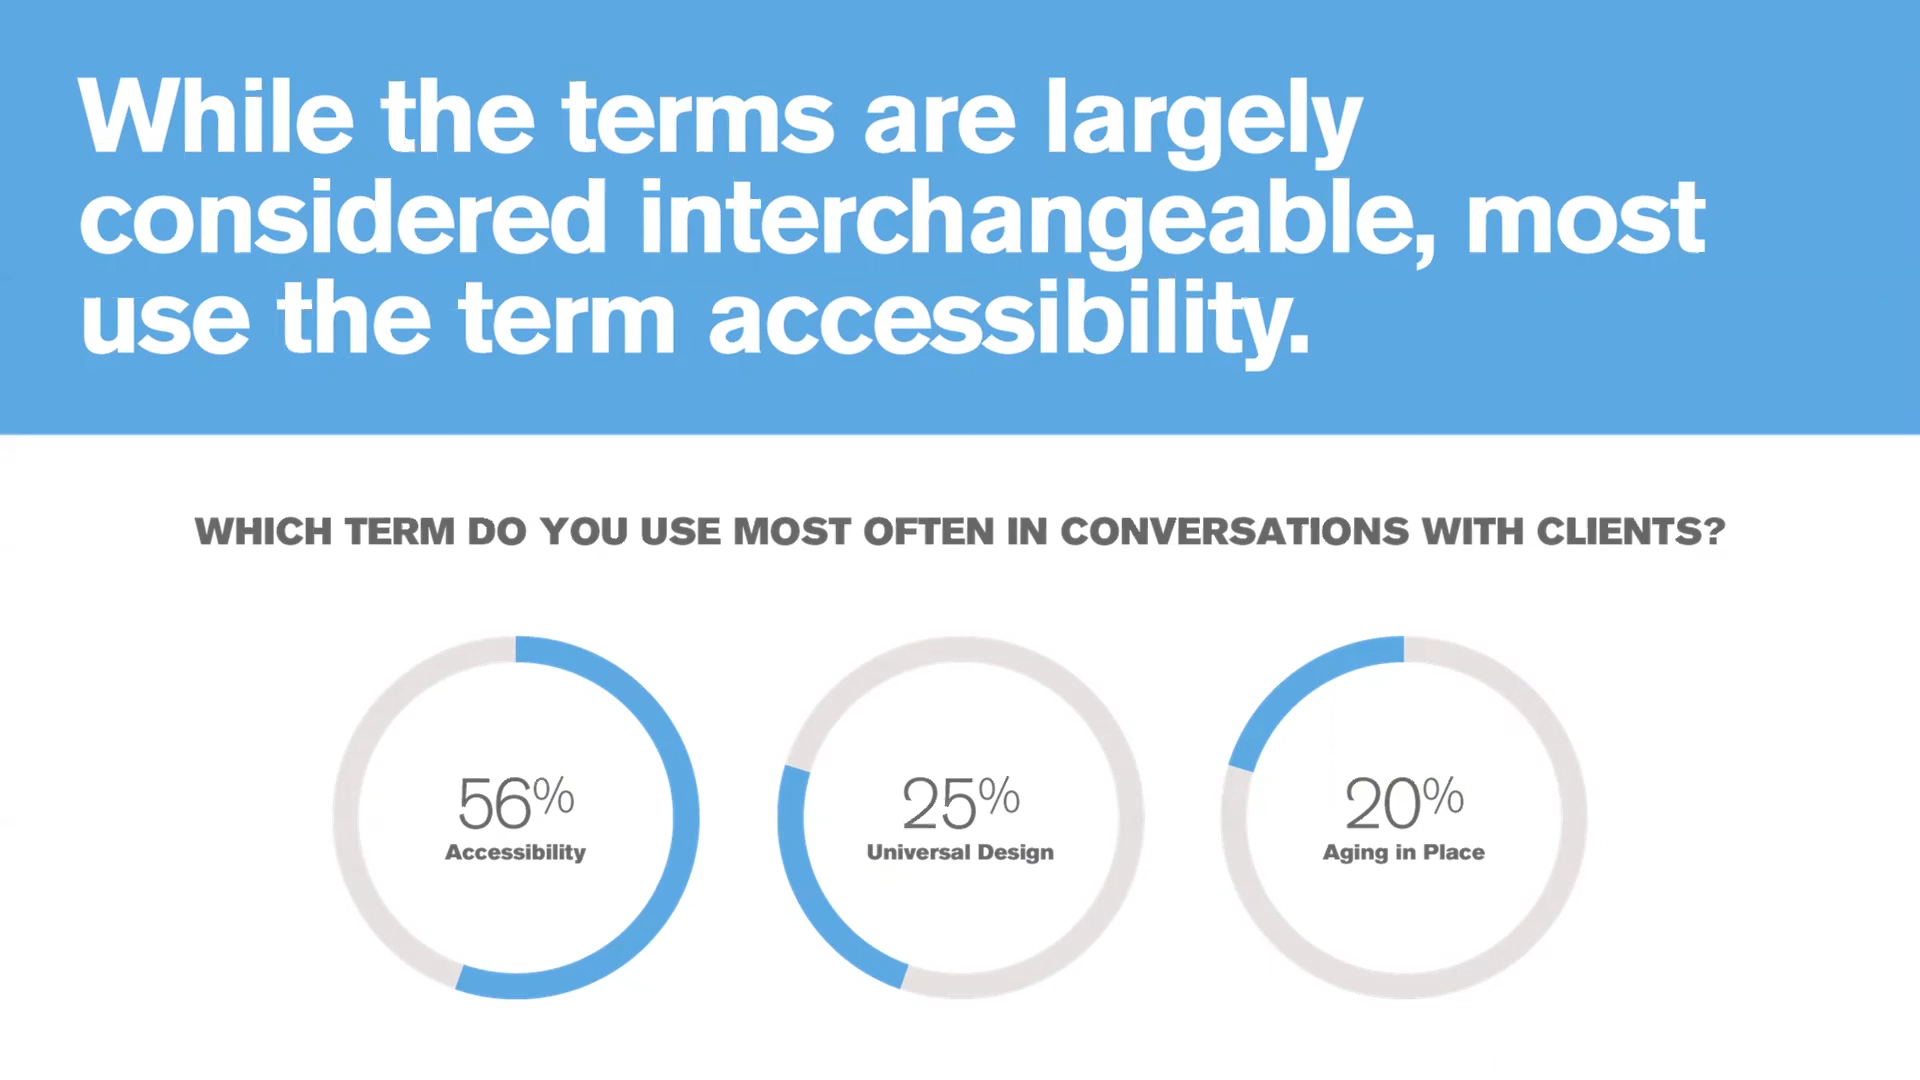 While the terms are largely
considered interchangeable, most
use the term accessibility.
WHICH TERM DO YOU USE MOST OFTEN IN CONVERSATIONS WITH CLIENTS?
56%
Accessibility
25%
Universal Design
20%
Aging in Place